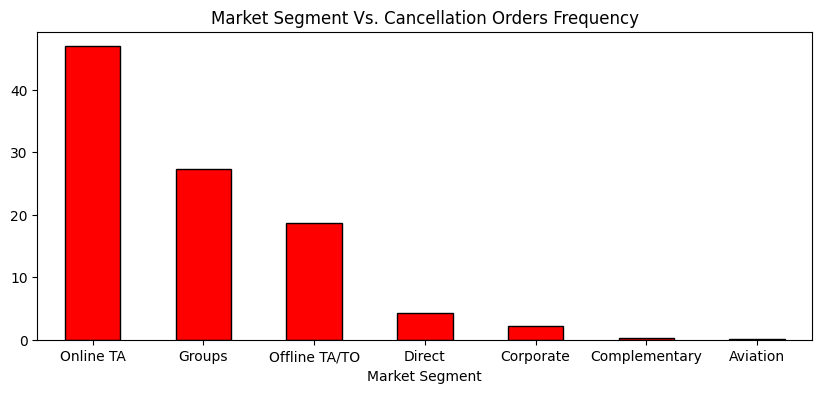 Market Segment Vs. Cancellation Orders Frequency
40
30
20
10
0
Online TA Groups Offline TA/TO Direct Corporate Complementary Aviation
Market Segment